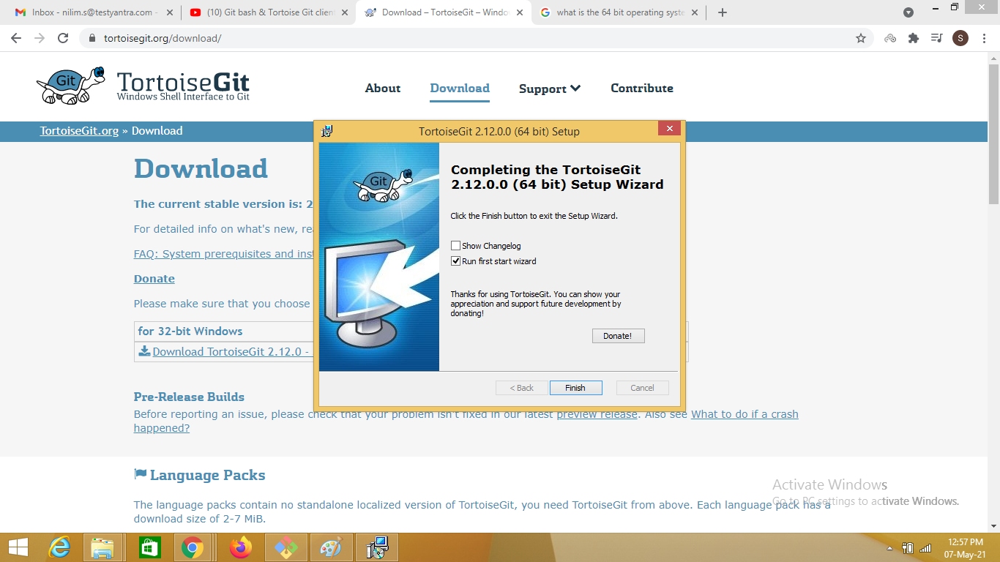 Inbox - nilim.s@testyantra.com -
(10) Git bash & Tortoise Git clien
Download – TortoiseGit – Windo
what is the 64 bit operating syste
tortoisegit.org/download/
S
Git
TortoiseGit
Windows Shell Interface to Git
About
Download
Support
Contribute
TortoiseGit.org » Download
Download
The current stable version is: 2
For detailed info on what's new, re
FAQ: System prerequisites and inst
Donate
Please make sure that you choose
for 32-bit Windows
Download TortoiseGit 2.12.0 -
TortoiseGit 2.12.0.0 (64 bit) Setup
Git
Completing the TortoiseGit
2.12.0.0 (64 bit) Setup Wizard
Click the Finish button to exit the Setup Wizard.
Show Changelog
Run first start wizard
Thanks for using TortoiseGit. You can show your
appreciation and support future development by
donating!
Donate!
< Back
Finish
Cancel
Pre-Release Builds
Before reporting an issue, please check that your problem isn't fixed in our latest preview release. Also see What to do if a crash
happened?
Language Packs
The language packs contain no standalone localized version of TortoiseGit, you need TortoiseGit from above. Each language pack has a
download size of 2-7 MiB.
Activate Windows
Go to PC settings to activate Windows.
12:57 PM
07-May-21